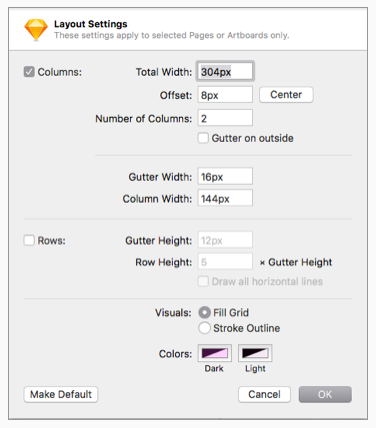 Layout Settings
These settings apply to selected Pages or Artboards only.
Columns: Total Width: 304px
Offset: 8px Center
Number of Columns: 2
Gutter on outside
Gutter Width: 16px
Column Width: 144px
Rows: Gutter Height: 12px
Row Height: 5 × Gutter Height
Draw all horizontal lines
Visuals: Fill Grid
Stroke Outline
Colors:
Dark Light
Make Default Cancel OK